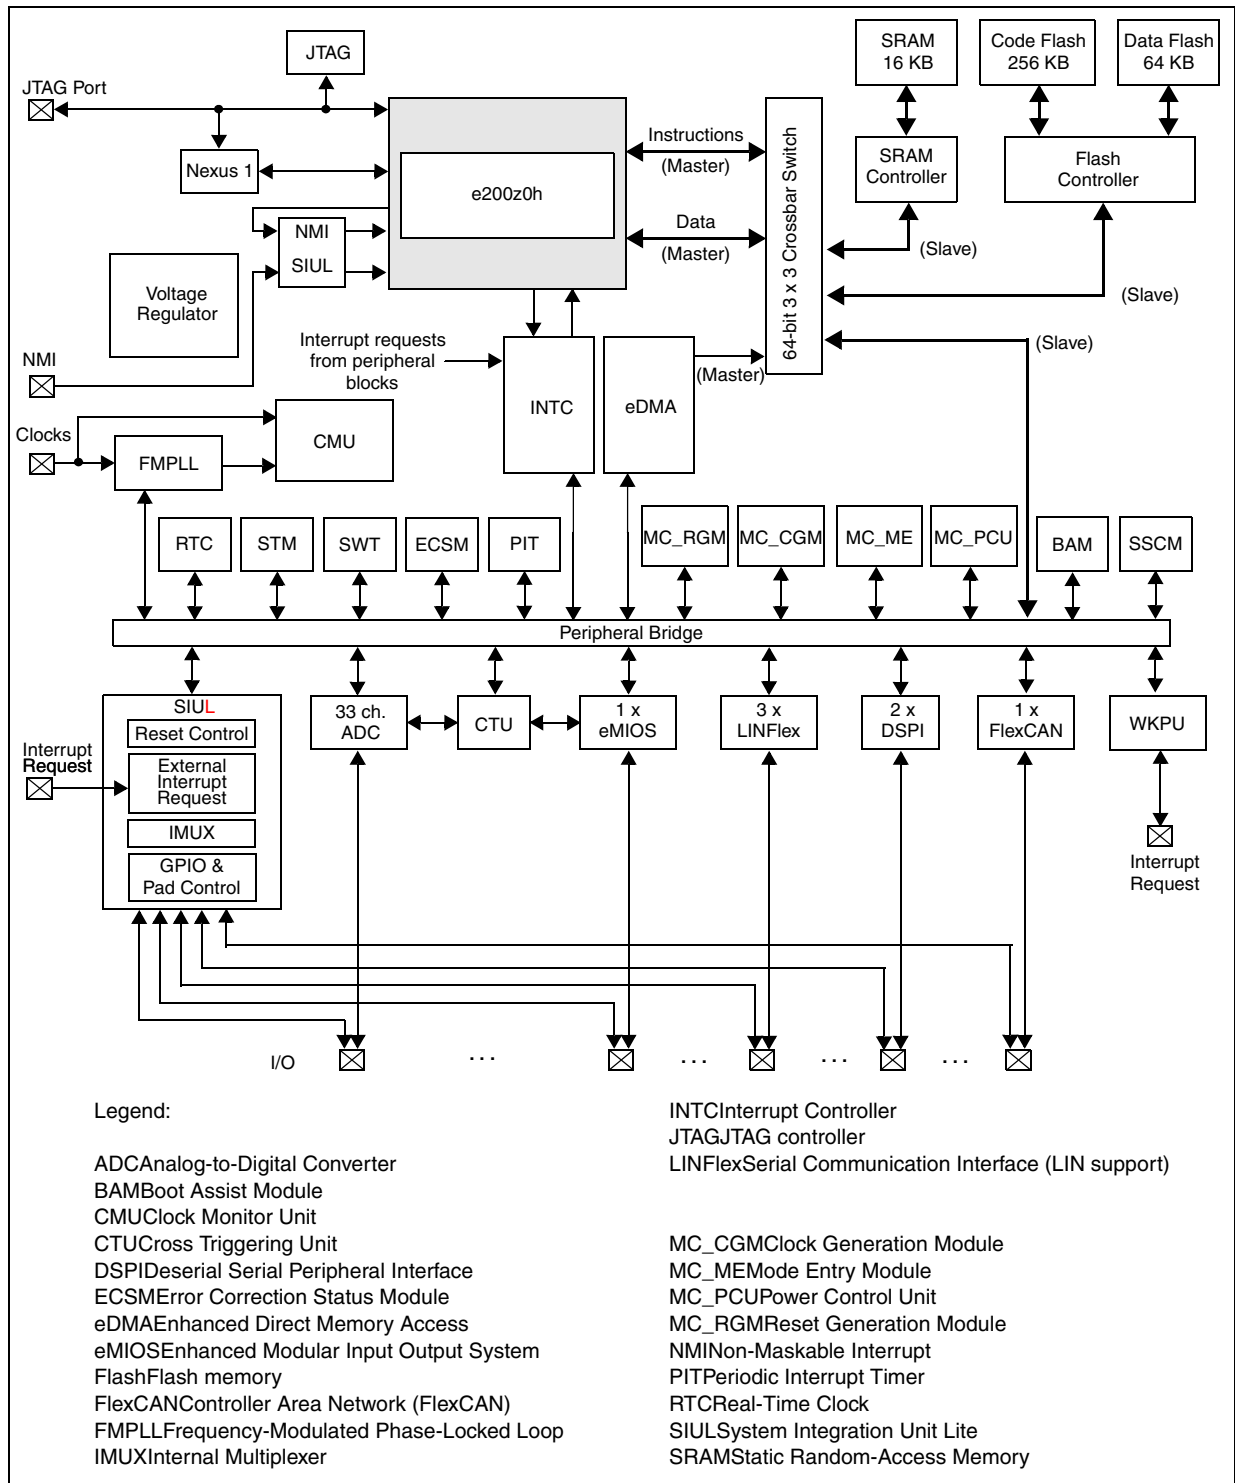 JTAG
SRAM
16 KB
Code Flash
256 KB
Data Flash
64 KB
JTAG Port
Nexus 1
e200z0h
Instructions
(Master)
Data
(Master)
64-bit 3 x 3 Crossbar Switch
SRAM
Controller
Flash
Controller
NMI
SIUL
(Slave)
(Slave)
(Slave)
Voltage
Regulator
NMI
Interrupt requests
from peripheral
blocks
INTC
eDMA
(Master)
Clocks
FMPLL
CMU
RTC
STM
SWT
ECSM
PIT
MC_RGM
MC_CGM
MC_ME
MC_PCU
BAM
SSCM
Peripheral Bridge
SIUL
Reset Control
External
Interrupt
Request
IMUX
GPIO &
Pad Control
Interrupt
Request
33 ch.
ADC
CTU
1 x
eMIOS
3 x
LINFlex
2 x
DSPI
1 x
FlexCAN
WKPU
Interrupt
Request
I/O
. . .
. . .
. . .
. . .
Legend:
ADCAnalog-to-Digital Converter
BAMBoot Assist Module
CMUClock Monitor Unit
CTUCross Triggering Unit
DSPIDeserial Serial Peripheral Interface
ECSMError Correction Status Module
eDMAEnhanced Direct Memory Access
eMIOSEnhanced Modular Input Output System
FlashFlash memory
FlexCANController Area Network (FlexCAN)
FMPLLFrequency-Modulated Phase-Locked Loop
IMUXInternal Multiplexer
INTCInterrupt Controller
JTAGJTAG controller
LINFlexSerial Communication Interface (LIN support)
MC_CGMClock Generation Module
MC_MEMode Entry Module
MC_PCUPower Control Unit
MC_RGMReset Generation Module
NMINon-Maskable Interrupt
PITPeriodic Interrupt Timer
RTCReal-Time Clock
SIULSystem Integration Unit Lite
SRAMStatic Random-Access Memory